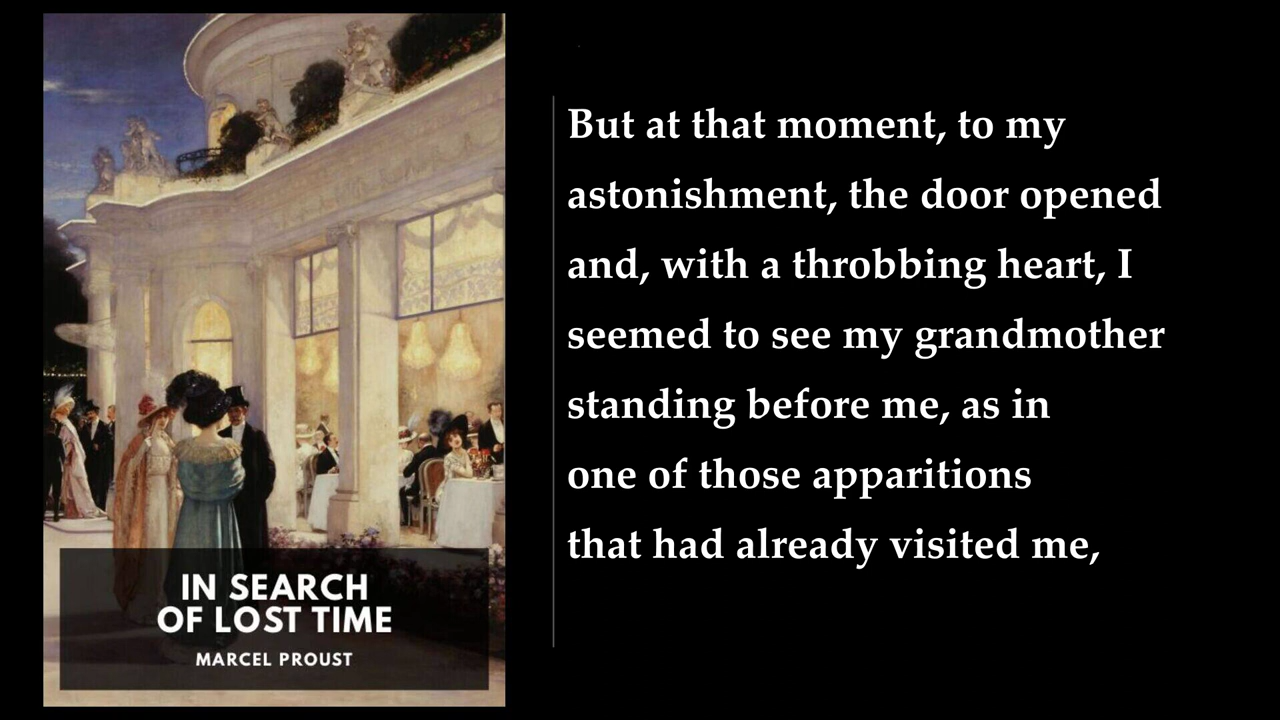 IN SEARCH
OF LOST TIME
MARCEL PROUST
But at that moment, to my
astonishment, the door opened
and, with a throbbing heart, I
seemed to see my grandmother
standing before me, as in
one of those apparitions
that had already visited me,